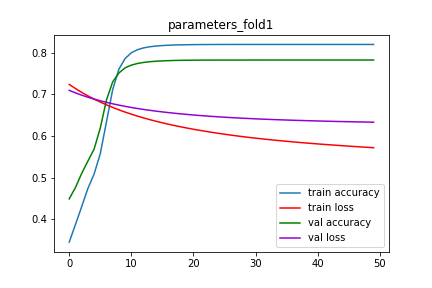 parameters_fold1
0.8
0.7
0.6
0.5
0.4
train accuracy
train loss
val accuracy
val loss
0 10 20 30 40 50